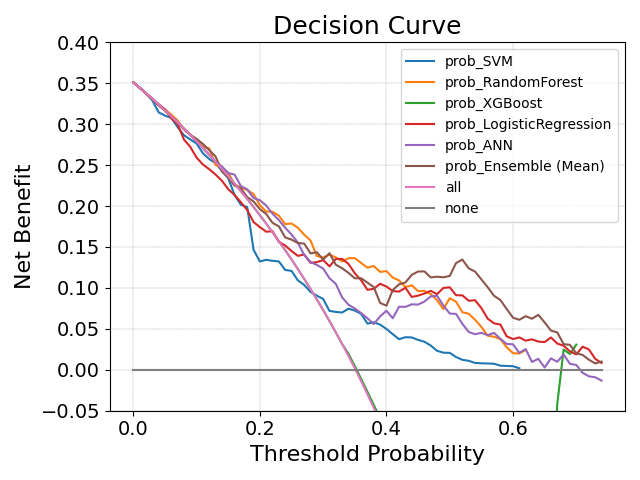 Decision Curve
Net Benefit
0.40
0.35
0.30
0.25
0.20
0.15
0.10
0.05
0.00
−0.05
prob_SVM
prob_RandomForest
prob_XGBoost
prob_LogisticRegression
prob_ANN
prob_Ensemble (Mean)
all
none
0.0 0.2 0.4 0.6
Threshold Probability